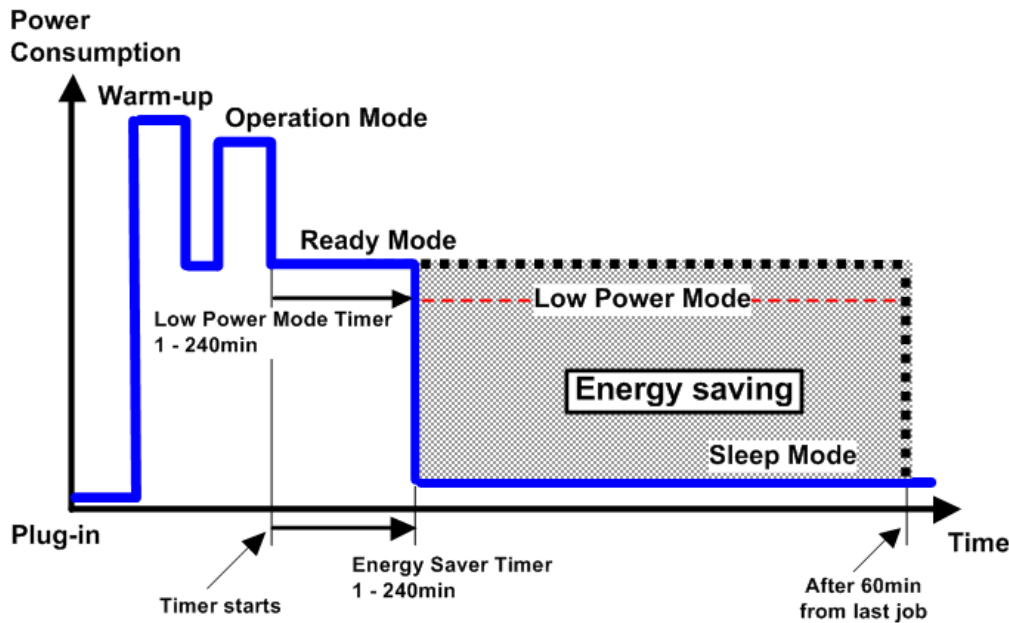 Power
Consumption
Warm-up
Operation Mode
Ready Mode
Low Power Mode
Low Power Mode Timer
1 - 240min
Energy saving
Sleep Mode
Plug-in
Time
Energy Saver Timer
1 - 240min
Timer starts
After 60min
from last job